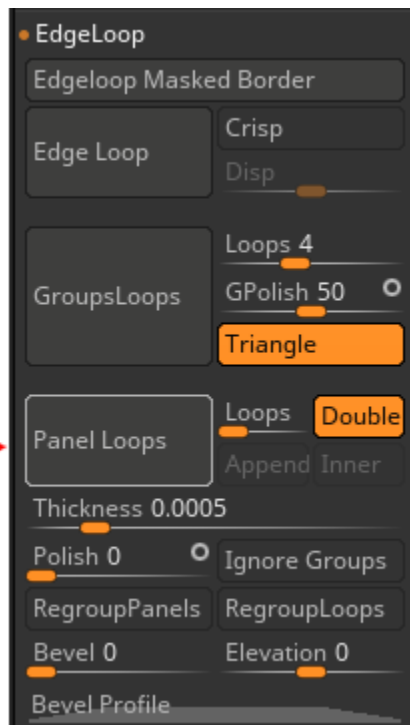 EdgeLoop
Edgeloop Masked Border
Edge Loop
Crisp
Disp
GroupsLoops
Loops 4
GPolish 50
Triangle
Panel Loops
Loops
Double
Append
Inner
Thickness 0.0005
Polish 0
Ignore Groups
RegroupPanels
RegroupLoops
Bevel 0
Elevation 0
Bevel Profile